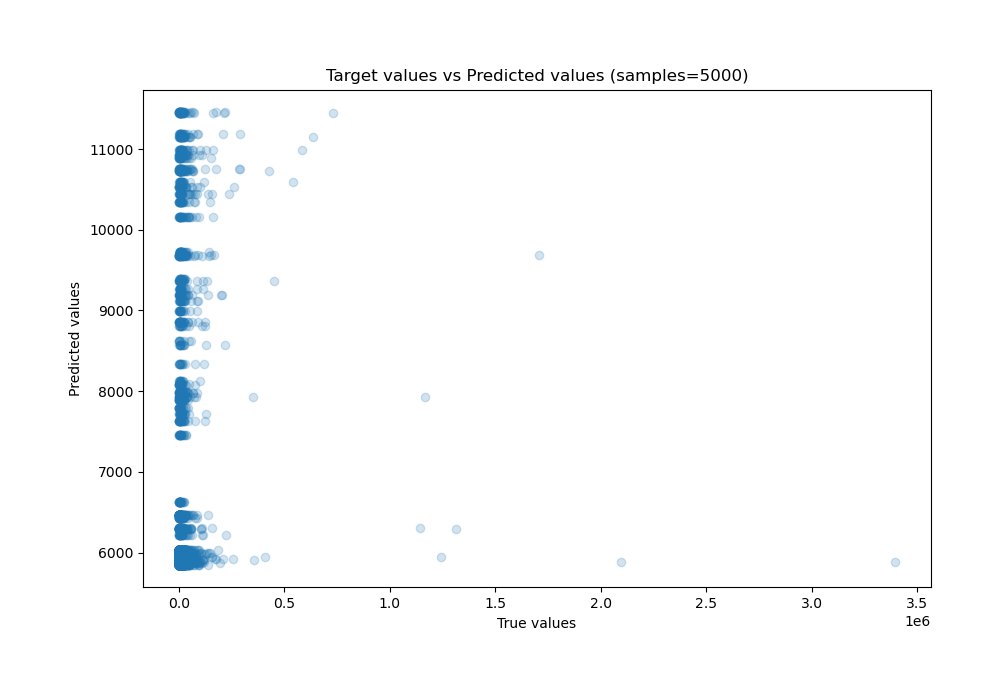 Target values vs Predicted values (samples=5000)
11000
10000
9000
8000
7000
6000
Predicted values
0.0 0.5 1.0 1.5 2.0 2.5 3.0 3.5
1e6
True values